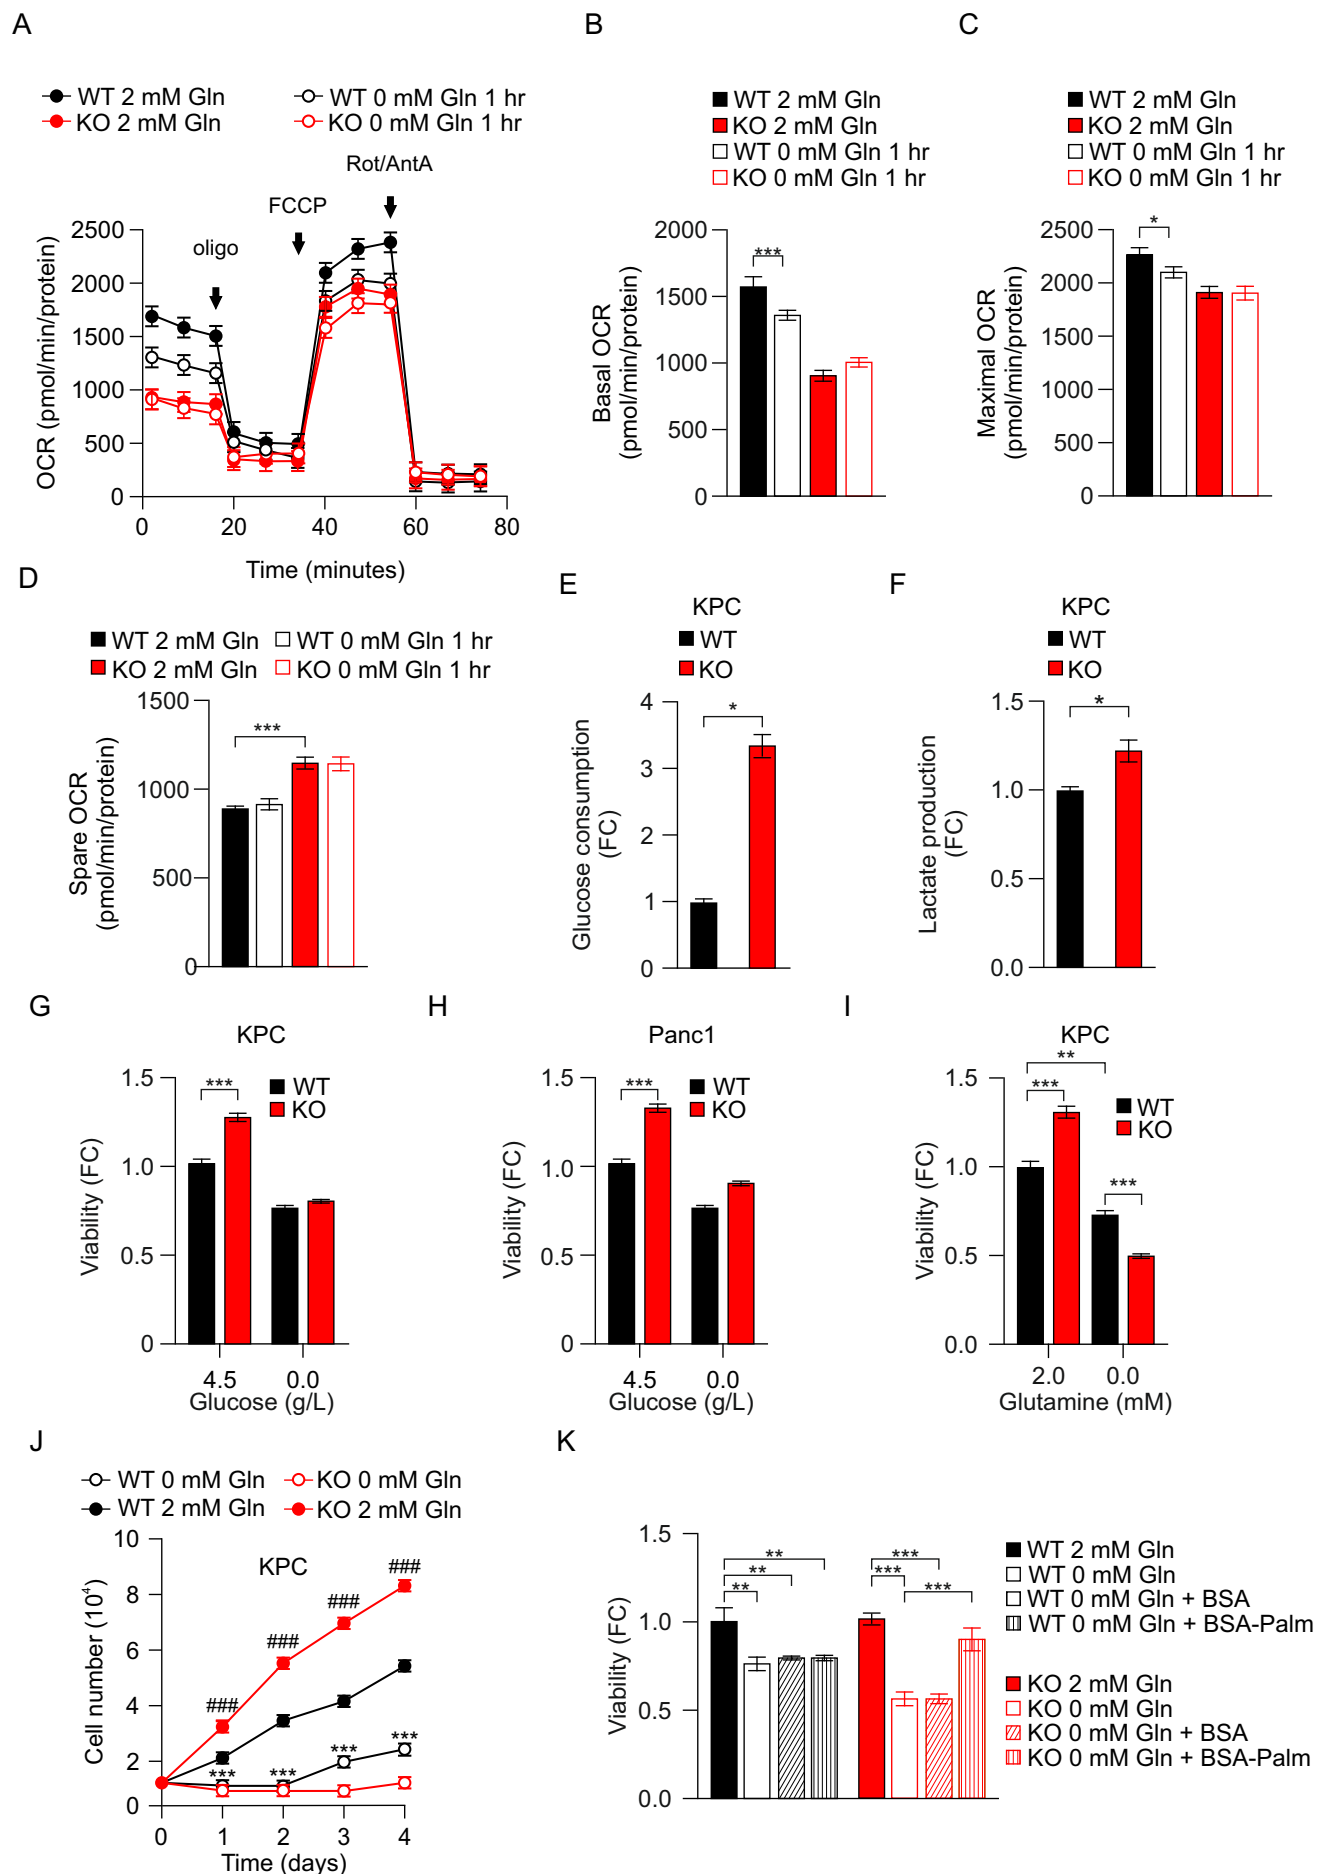 A
WT 2 mM Gln
WT 0 mM Gln 1 hr
KO 2 mM Gln
KO 0 mM Gln 1 hr
Rot/AntA
FCCP
oligo
OCR (pmol/min/protein)
2500
2000
1500
1000
500
0
0 20 40 60 80
Time (minutes)
B
WT 2 mM Gln
KO 2 mM Gln
WT 0 mM Gln 1 hr
KO 0 mM Gln 1 hr
Basal OCR
(pmol/min/protein)
2000
1500
1000
500
0
***
C
WT 2 mM Gln
KO 2 mM Gln
WT 0 mM Gln 1 hr
KO 0 mM Gln 1 hr
Maximal OCR
(pmol/min/protein)
2500
2000
1500
1000
500
0
*
D
WT 2 mM Gln
WT 0 mM Gln 1 hr
KO 2 mM Gln
KO 0 mM Gln 1 hr
Spare OCR
(pmol/min/protein)
1500
1000
500
0
***
E
KPC
WT
KO
Glucose consumption
(FC)
4
3
2
1
0
*
F
KPC
WT
KO
Lactate production
(FC)
1.5
1.0
0.5
0.0
*
G
KPC
WT
KO
Viability (FC)
1.5
1.0
0.5
0
***
4.5 0.0
Glucose (g/L)
H
Panc1
WT
KO
Viability (FC)
1.5
1.0
0.5
0
***
4.5 0.0
Glucose (g/L)
I
KPC
WT
KO
Viability (FC)
1.5
1.0
0.5
0.0
**
***
***
2.0 0.0
Glutamine (mM)
J
WT 0 mM Gln
KO 0 mM Gln
WT 2 mM Gln
KO 2 mM Gln
KPC
Cell number (10⁴)
10
8
6
4
2
0
###
###
###
###
***
***
***
***
0 1 2 3 4
Time (days)
K
Viability (FC)
1.5
1.0
0.5
0.0
**
**
**
***
***
***
WT 2 mM Gln
WT 0 mM Gln
WT 0 mM Gln + BSA
WT 0 mM Gln + BSA-Palm
KO 2 mM Gln
KO 0 mM Gln
KO 0 mM Gln + BSA
KO 0 mM Gln + BSA-Palm